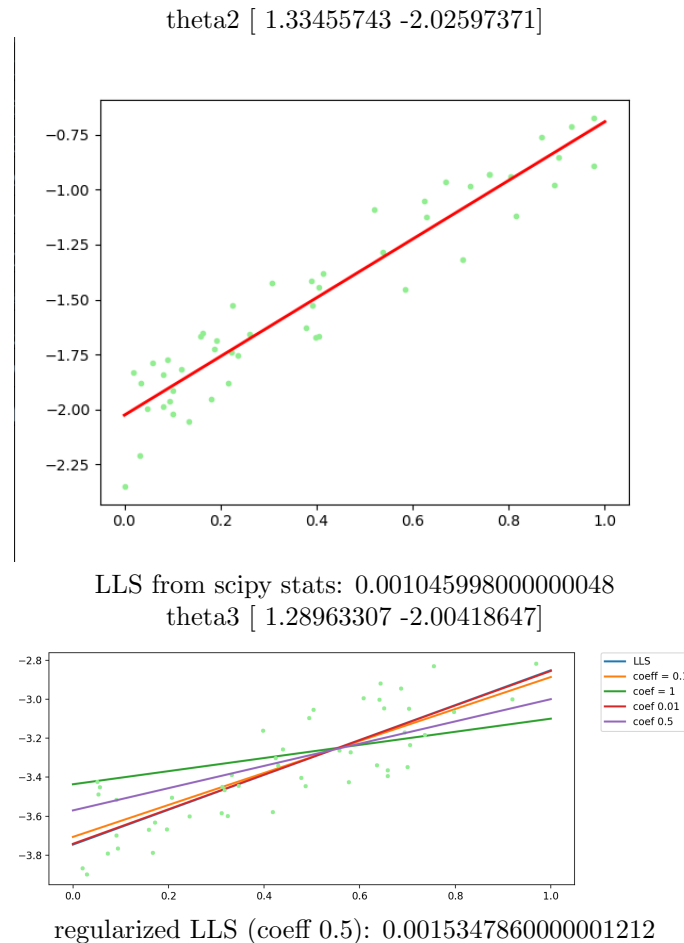 theta2 [ 1.33455743 -2.02597371]
−0.75
−1.00
−1.25
−1.50
−1.75
−2.00
−2.25
0.0 0.2 0.4 0.6 0.8 1.0
LLS from scipy stats: 0.001045998000000048
theta3 [ 1.28963307 -2.00418647]
−2.8
−3.0
−3.2
−3.4
−3.6
−3.8
0.0 0.2 0.4 0.6 0.8 1.0
LLS
coeff = 0.1
coef = 1
coef 0.01
coef 0.5
regularized LLS (coeff 0.5): 0.0015347860000001212